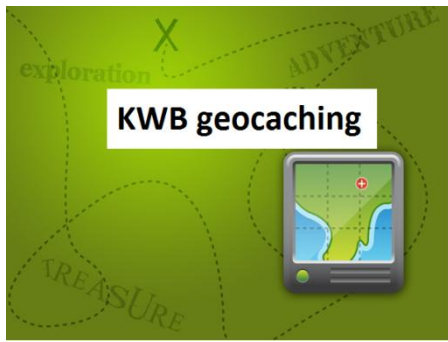 X
exploration
ADVENTURE
KWB geocaching
TREASURE